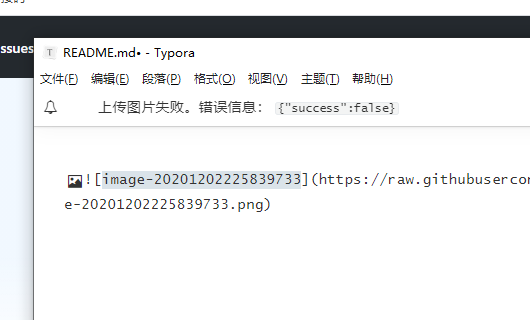 ssues
README.md• - Typora
文件(F) 编辑(E) 段落(P) 格式(O) 视图(V) 主题(T) 帮助(H)
上传图片失败。错误信息： {"success":false}
![image-20201202225839733](https://raw.githubuserco
e-20201202225839733.png)